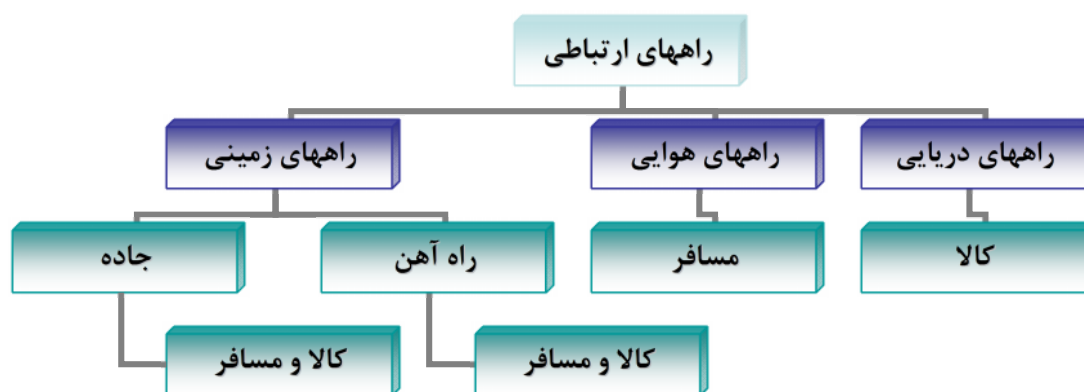 راههای ارتباطی
راههای دریایی
راههای هوایی
راههای زمینی
کالا
مسافر
راه آهن
جاده
کالا و مسافر
کالا و مسافر